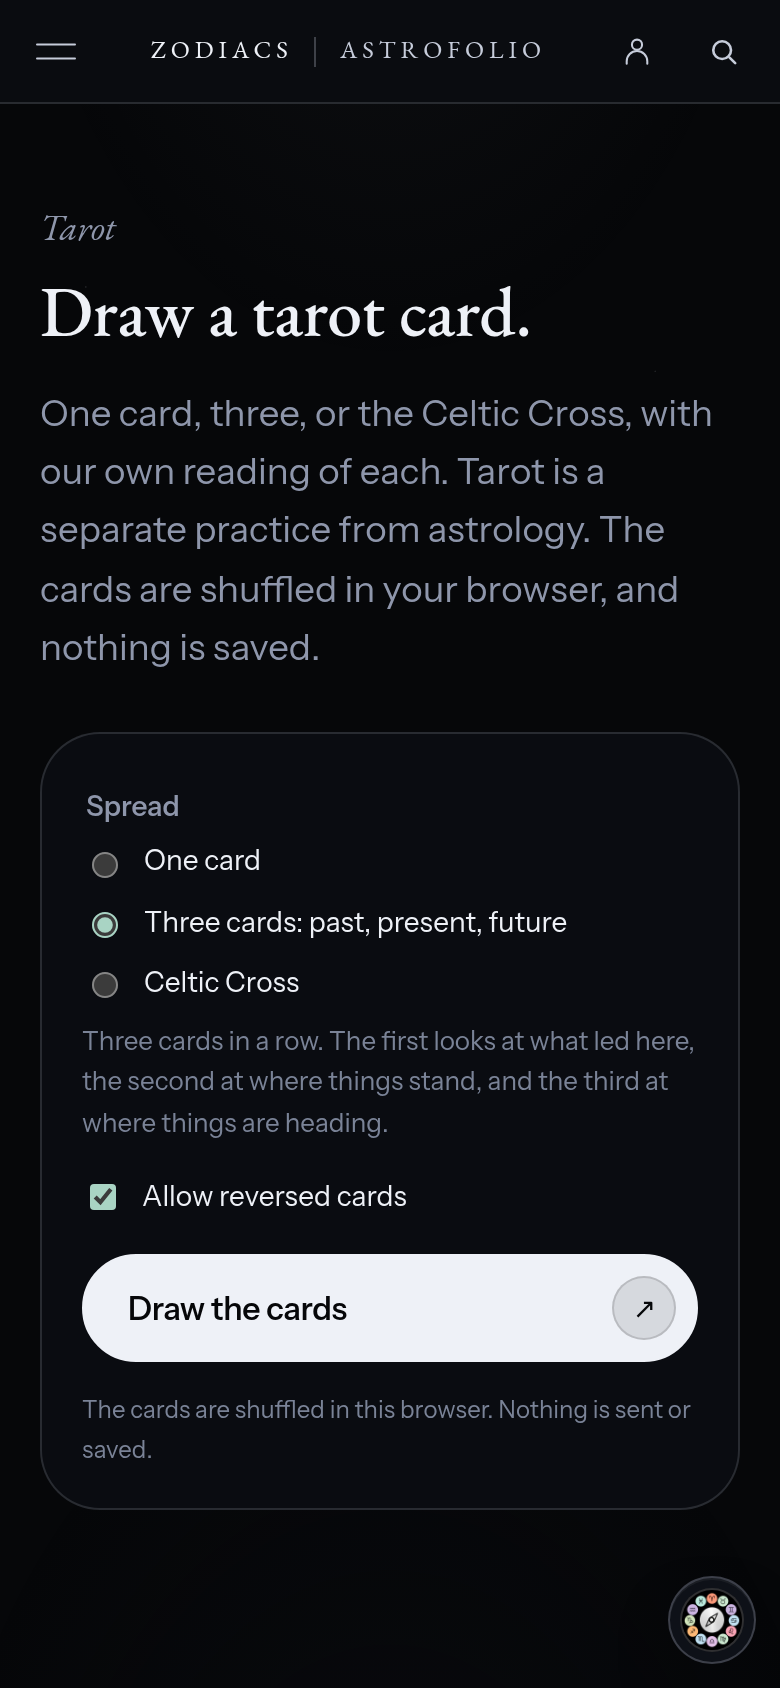 ZODIACS | ASTROFOLIO
Tarot
Draw a tarot card.
One card, three, or the Celtic Cross, with
our own reading of each. Tarot is a
separate practice from astrology. The
cards are shuffled in your browser, and
nothing is saved.
Spread
One card
Three cards: past, present, future
Celtic Cross
Three cards in a row. The first looks at what led here,
the second at where things stand, and the third at
where things are heading.
Allow reversed cards
Draw the cards ↗
The cards are shuffled in this browser. Nothing is sent or
saved.